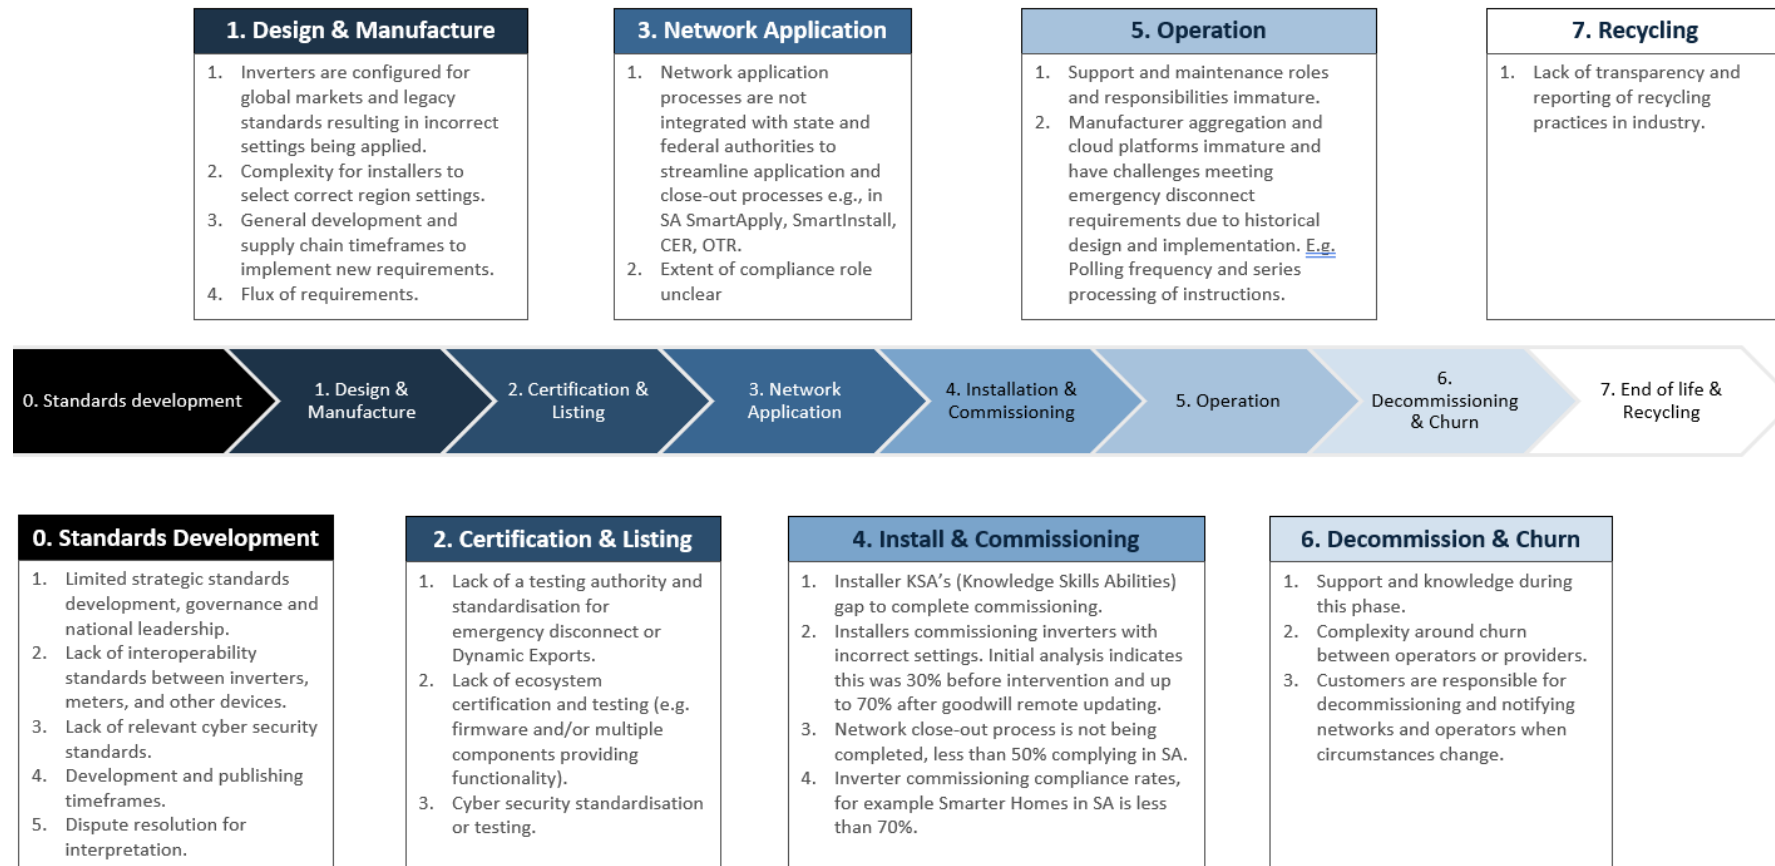 1. Design & Manufacture
1. Inverters are configured for
global markets and legacy
standards resulting in incorrect
settings being applied.
2. Complexity for installers to
select correct region settings.
3. General development and
supply chain timeframes to
implement new requirements.
4. Flux of requirements.
3. Network Application
1. Network application
processes are not
integrated with state and
federal authorities to
streamline application and
close-out processes e.g., in
SA SmartApply, SmartInstall,
CER, OTR.
2. Extent of compliance role
unclear
5. Operation
1. Support and maintenance roles
and responsibilities immature.
2. Manufacturer aggregation and
cloud platforms immature and
have challenges meeting
emergency disconnect
requirements due to historical
design and implementation. E.g.
Polling frequency and series
processing of instructions.
7. Recycling
1. Lack of transparency and
reporting of recycling
practices in industry.
0. Standards development
1. Design &
Manufacture
2. Certification &
Listing
3. Network
Application
4. Installation &
Commissioning
5. Operation
6.
Decommissioning
& Churn
7. End of life &
Recycling
0. Standards Development
1. Limited strategic standards
development, governance and
national leadership.
2. Lack of interoperability
standards between inverters,
meters, and other devices.
3. Lack of relevant cyber security
standards.
4. Development and publishing
timeframes.
5. Dispute resolution for
interpretation.
2. Certification & Listing
1. Lack of a testing authority and
standardisation for
emergency disconnect or
Dynamic Exports.
2. Lack of ecosystem
certification and testing (e.g.
firmware and/or multiple
components providing
functionality).
3. Cyber security standardisation
or testing.
4. Install & Commissioning
1. Installer KSA's (Knowledge Skills Abilities)
gap to complete commissioning.
2. Installers commissioning inverters with
incorrect settings. Initial analysis indicates
this was 30% before intervention and up
to 70% after goodwill remote updating.
3. Network close-out process is not being
completed, less than 50% complying in SA.
4. Inverter commissioning compliance rates,
for example Smarter Homes in SA is less
than 70%.
6. Decommission & Churn
1. Support and knowledge during
this phase.
2. Complexity around churn
between operators or providers.
3. Customers are responsible for
decommissioning and notifying
networks and operators when
circumstances change.